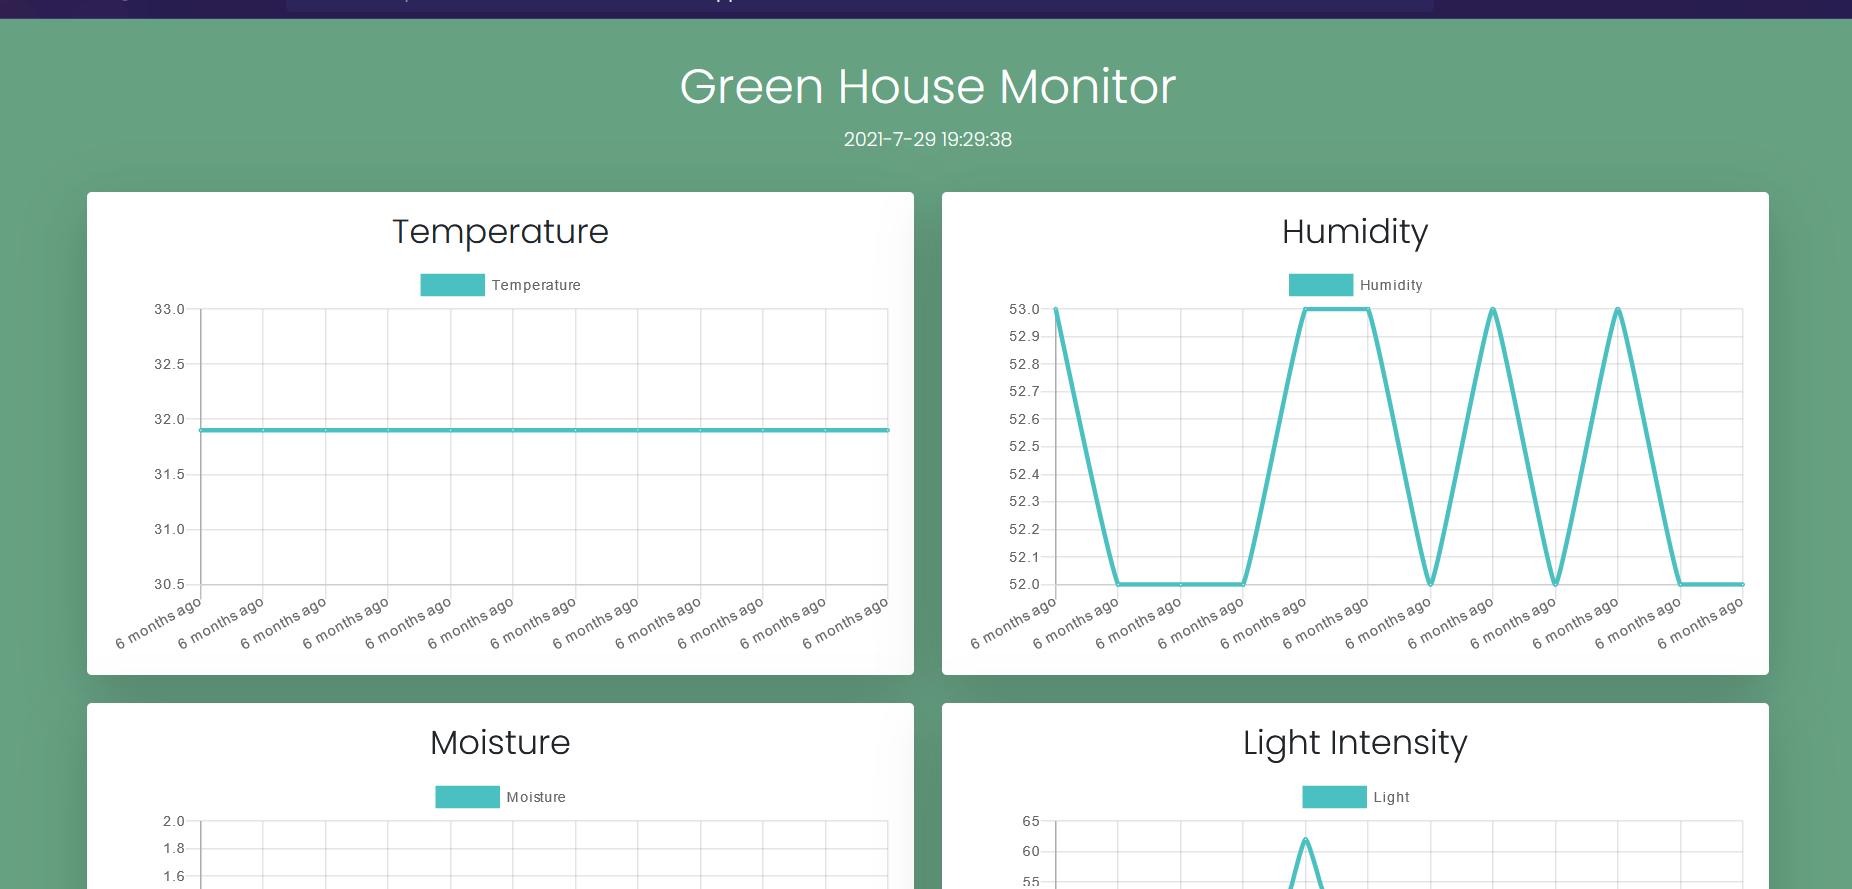 Green House Monitor
2021-7-29 19:29:38
Temperature
Temperature
33.0
32.5
32.0
31.5
31.0
30.5
6 months ago
6 months ago
6 months ago
6 months ago
6 months ago
6 months ago
6 months ago
6 months ago
6 months ago
6 months ago
6 months ago
6 months ago
Humidity
Humidity
53.0
52.9
52.8
52.7
52.6
52.5
52.4
52.3
52.2
52.1
52.0
6 months ago
6 months ago
6 months ago
6 months ago
6 months ago
6 months ago
6 months ago
6 months ago
6 months ago
6 months ago
6 months ago
6 months ago
Moisture
Moisture
2.0
1.8
1.6
Light Intensity
Light
65
60
55